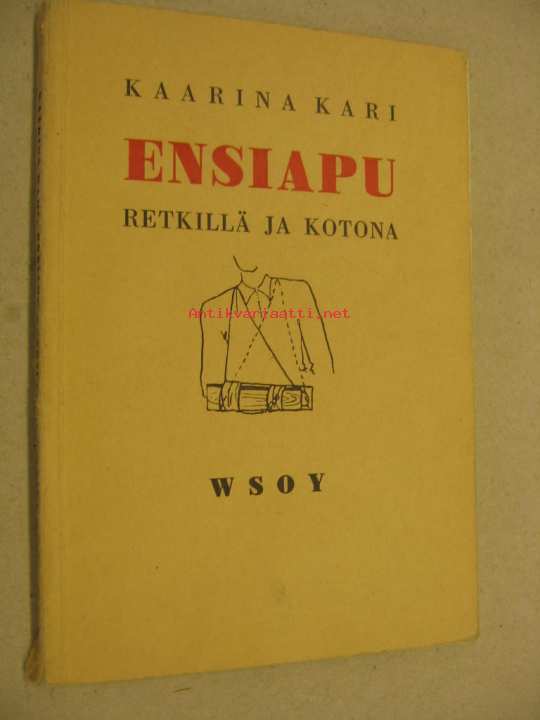 KAARINA KARI
ENSIAPU
RETKILLÄ JA KOTONA
Antikvariaatti.net
WSOY